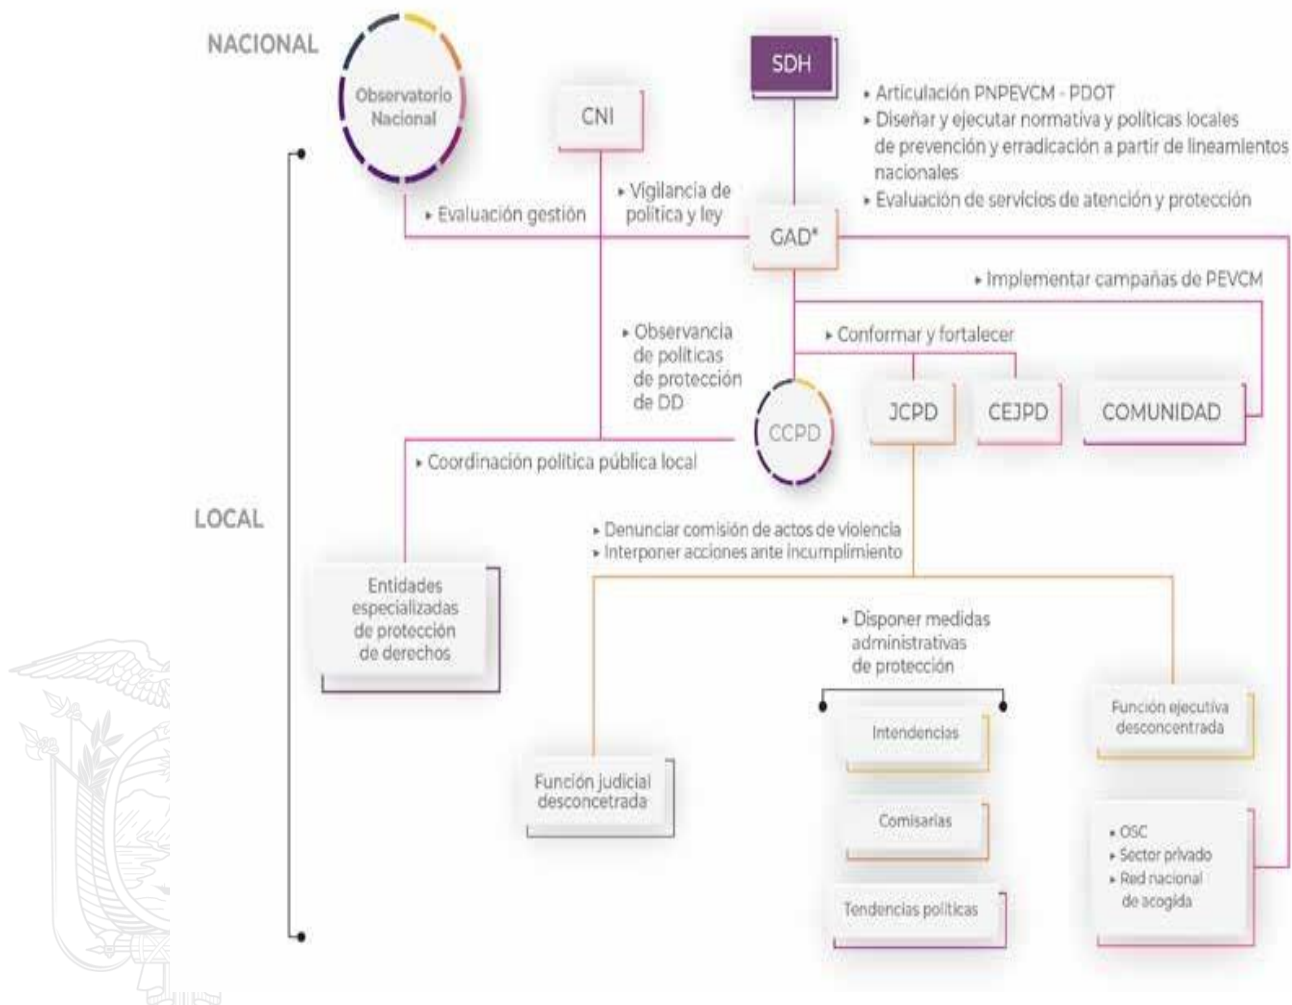 NACIONAL
Observatorio
Nacional
CNI
SDH
▸ Articulación PNPEVCM - PDOT
▸ Diseñar y ejecutar normativa y políticas locales
de prevención y erradicación a partir de lineamientos
nacionales
▸ Evaluación de servicios de atención y protección
▸ Evaluación gestión
▸ Vigilancia de
política y ley
GAD*
▸ Implementar campañas de PEVCM
▸ Observancia
de políticas
de protección
de DD
▸ Conformar y fortalecer
CCPD
JCPD
CEJPD
COMUNIDAD
▸ Coordinación política pública local
LOCAL
▸ Denunciar comisión de actos de violencia
▸ Interponer acciones ante incumplimiento
Entidades
especializadas
de protección
de derechos
▸ Disponer medidas
administrativas
de protección
Función judicial
desconcetrada
Intendencias
Comisarias
Tendencias políticas
Función ejecutiva
desconcentrada
▸ OSC
▸ Sector privado
▸ Red nacional
de acogida